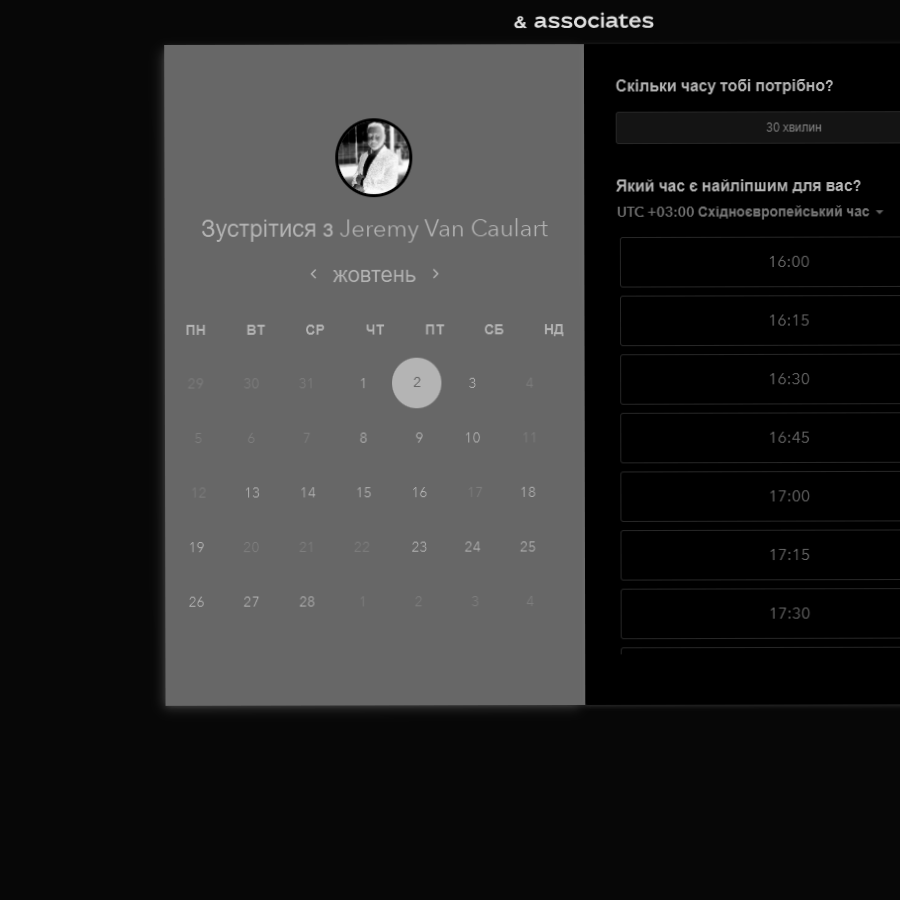 & associates
Зустрітися з Jeremy Van Caulart
‹ жовтень ›
ПН ВТ СР ЧТ ПТ СБ НД
29 30 31 1 2 3 4
5 6 7 8 9 10 11
12 13 14 15 16 17 18
19 20 21 22 23 24 25
26 27 28 1 2 3 4
Скільки часу тобі потрібно?
30 хвилин
Який час є найліпшим для вас?
UTC +03:00 Східноєвропейський час
16:00
16:15
16:30
16:45
17:00
17:15
17:30